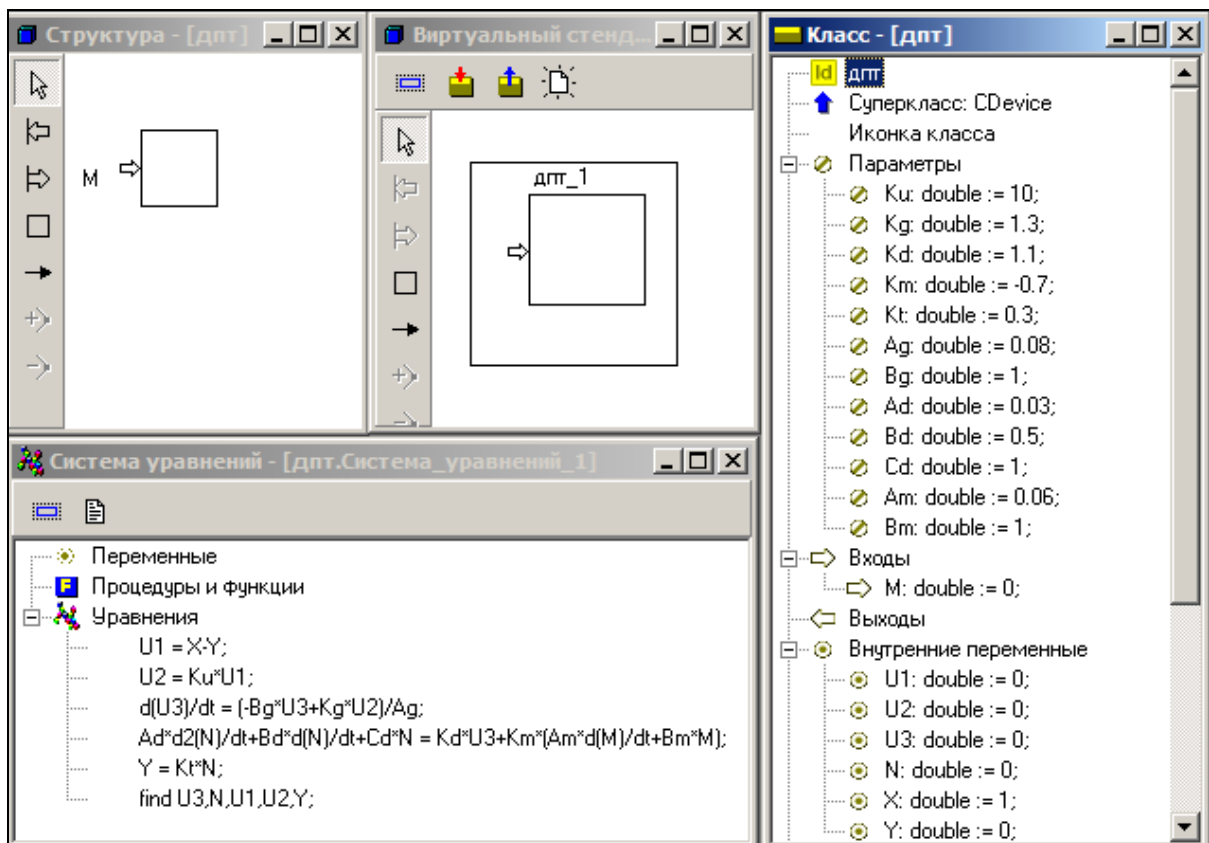 Структура - [дпт]
М
Виртуальный стенд...
дпт_1
Класс - [дпт]
Id дпт
Суперкласс: CDevice
Иконка класса
Параметры
Ku: double := 10;
Kg: double := 1.3;
Kd: double := 1.1;
Km: double := -0.7;
Kt: double := 0.3;
Ag: double := 0.08;
Bg: double := 1;
Ad: double := 0.03;
Bd: double := 0.5;
Cd: double := 1;
Am: double := 0.06;
Bm: double := 1;
Входы
M: double := 0;
Выходы
Внутренние переменные
U1: double := 0;
U2: double := 0;
U3: double := 0;
N: double := 0;
X: double := 1;
Y: double := 0;
Система уравнений - [дпт.Система_уравнений_1]
Переменные
F Процедуры и функции
Уравнения
U1 = X-Y;
U2 = Ku*U1;
d(U3)/dt = (-Bg*U3+Kg*U2)/Ag;
Ad*d2(N)/dt+Bd*d(N)/dt+Cd*N = Kd*U3+Km*(Am*d(M)/dt+Bm*M);
Y = Kt*N;
find U3,N,U1,U2,Y;